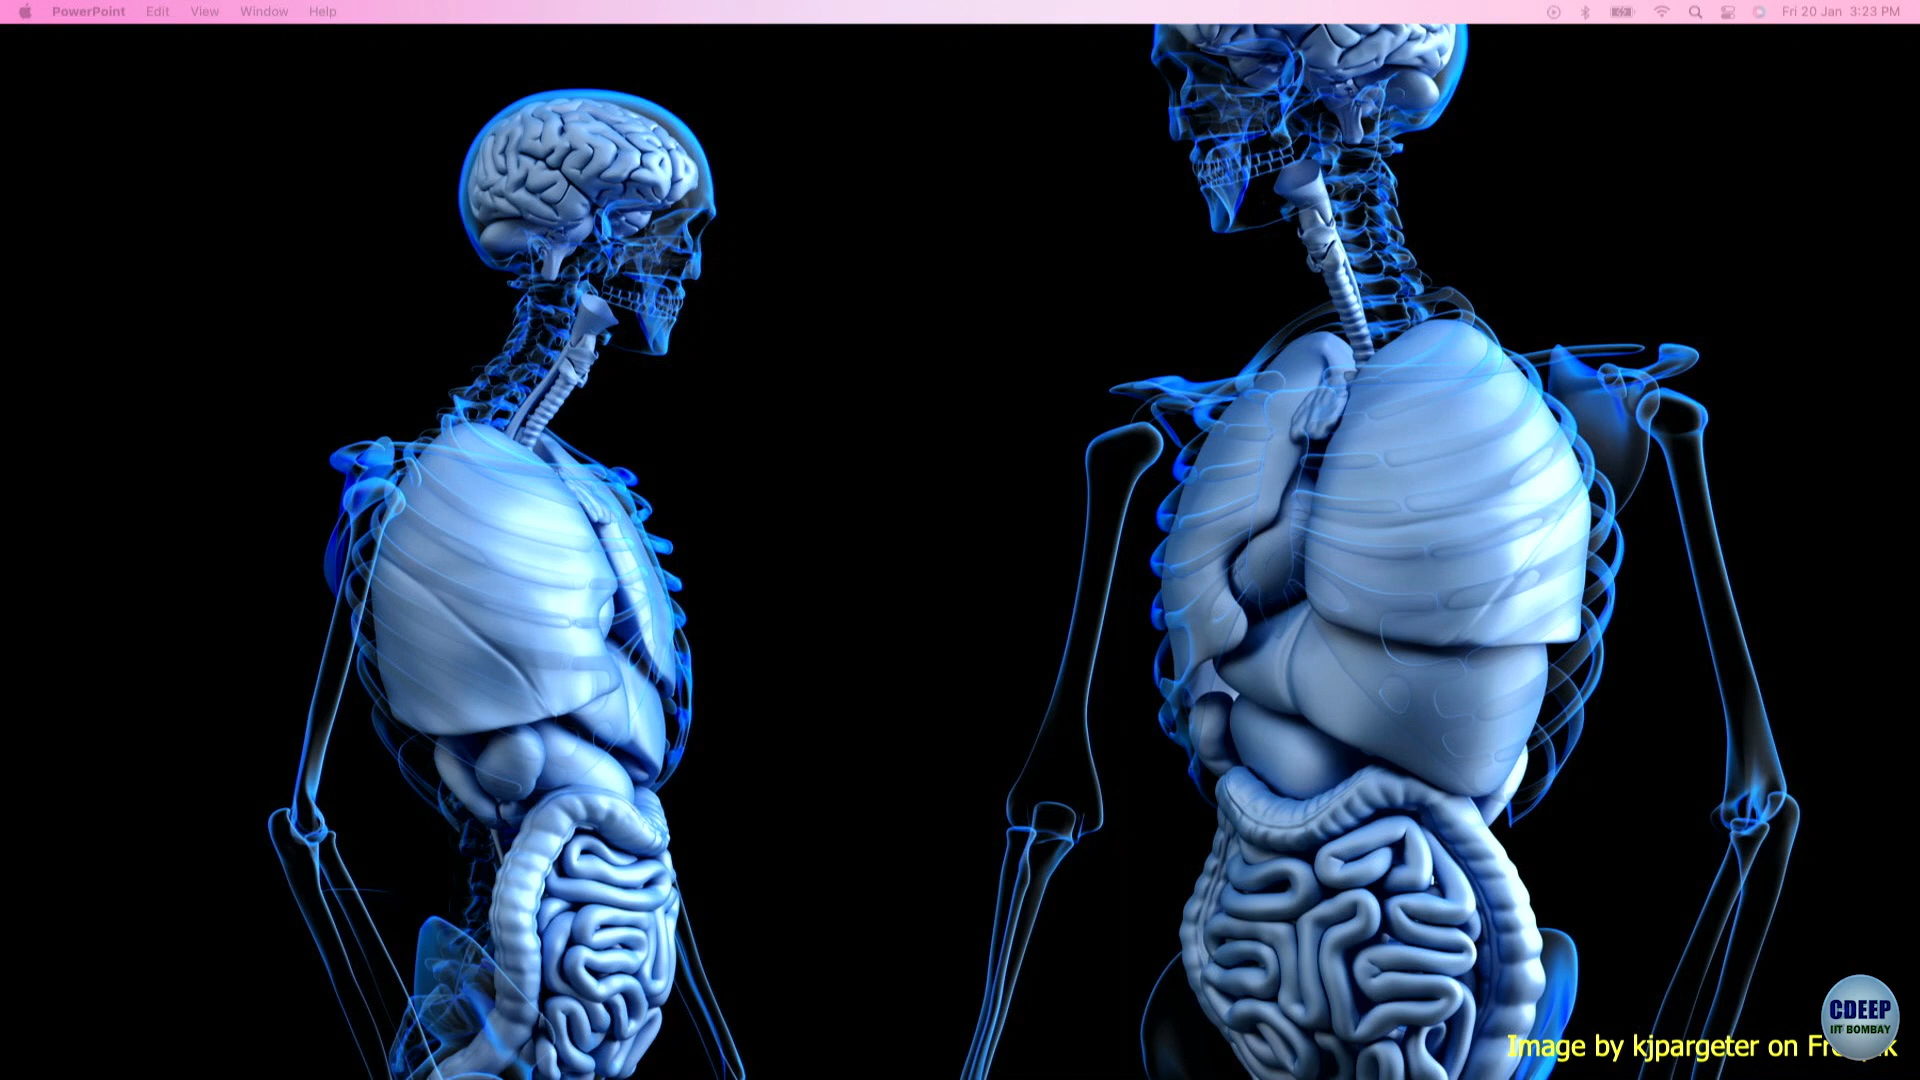 PowerPoint Edit View Window Help
Fri 20 Jan 3:23 PM
CDEEP
IIT BOMBAY
Image by kjpargeter on